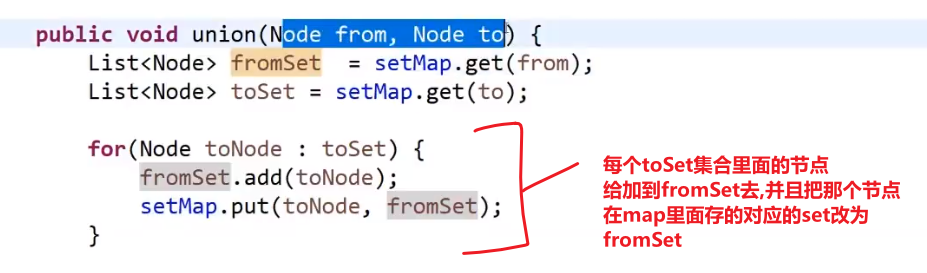 public void union(Node from, Node to) {
List<Node> fromSet = setMap.get(from);
List<Node> toSet = setMap.get(to);
for(Node toNode : toSet) {
fromSet.add(toNode);
setMap.put(toNode, fromSet);
}
每个toSet集合里面的节点
给加到fromSet去,并且把那个节点
在map里面存的对应的set改为
fromSet